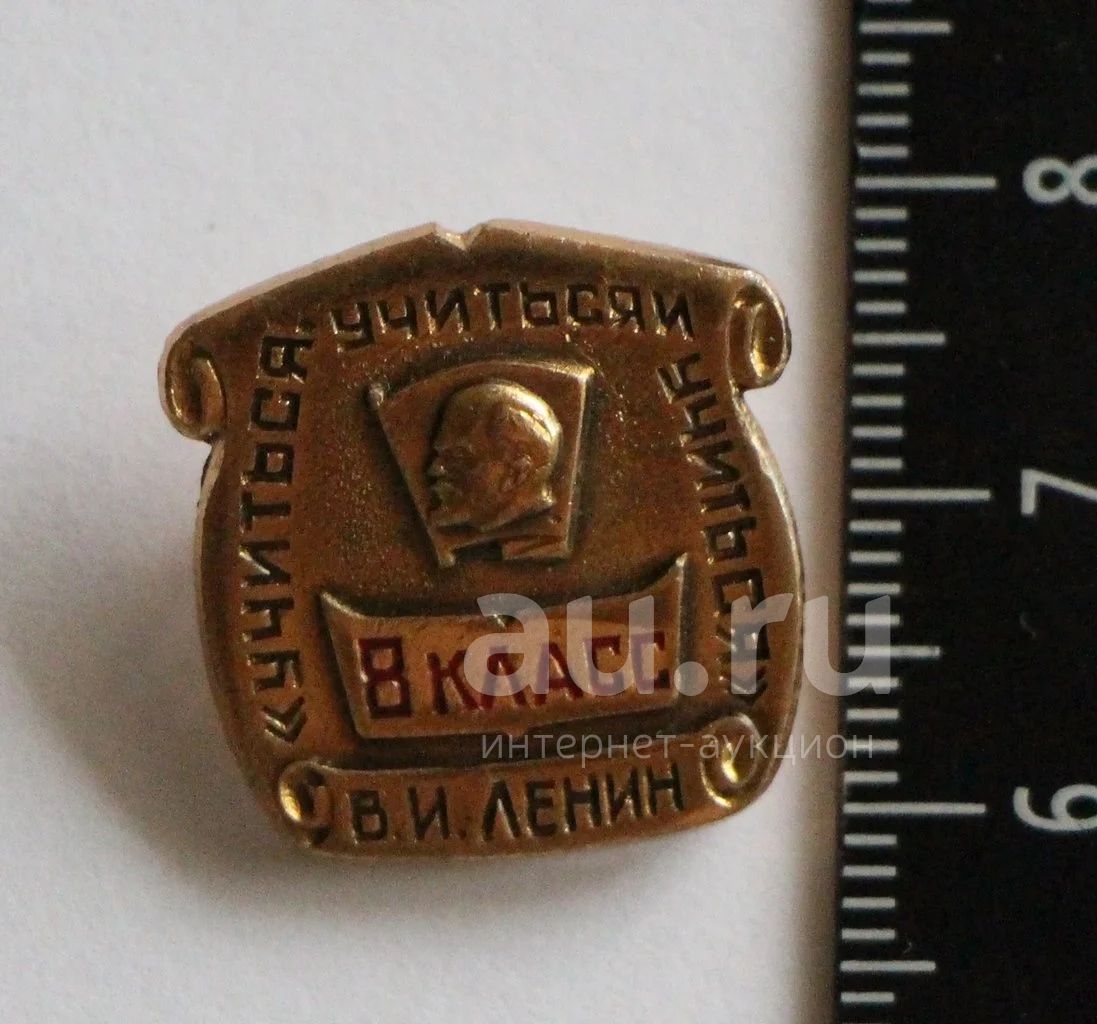 «УЧИТЬСЯ,
УЧИТЬСЯ И
УЧИТЬСЯ»
8 КЛАСС
В.И. ЛЕНИН
au.ru
интернет-аукцион
8
7
6